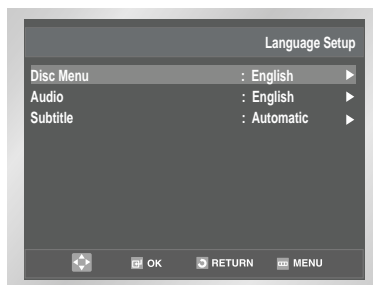 Language Setup
Disc Menu : English ►
Audio : English ►
Subtitle : Automatic ►
OK RETURN MENU